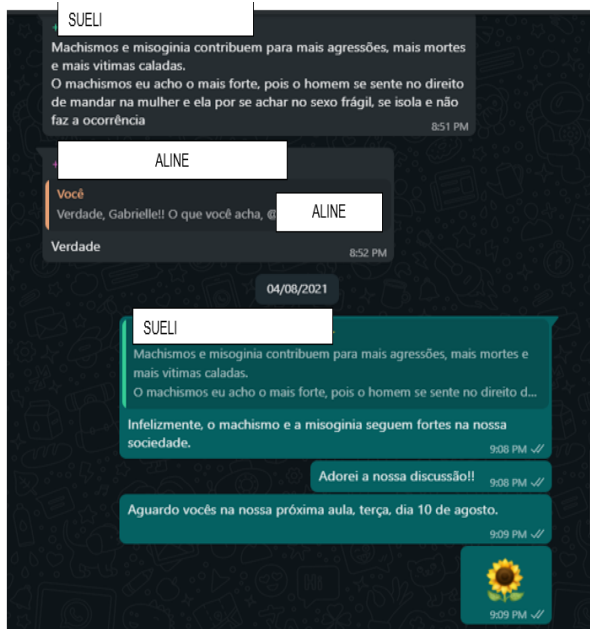 SUELI
Machismos e misoginia contribuem para mais agressões, mais mortes
e mais vitimas caladas.
O machismo eu acho o mais forte, pois o homem se sente no direito
de mandar na mulher e ela por se achar no sexo frágil, se isola e não
faz a ocorrência
8:51 PM
ALINE
Você
Verdade, Gabrielle!! O que você acha, @
ALINE
Verdade
8:52 PM
04/08/2021
SUELI
Machismos e misoginia contribuem para mais agressões, mais mortes e
mais vitimas caladas.
O machismos eu acho o mais forte, pois o homem se sente no direito d...
Infelizmente, o machismo e a misoginia seguem fortes na nossa
sociedade.
9:08 PM
Adorei a nossa discussão!!
9:08 PM
Aguardo vocês na nossa próxima aula, terça, dia 10 de agosto.
9:09 PM
9:09 PM